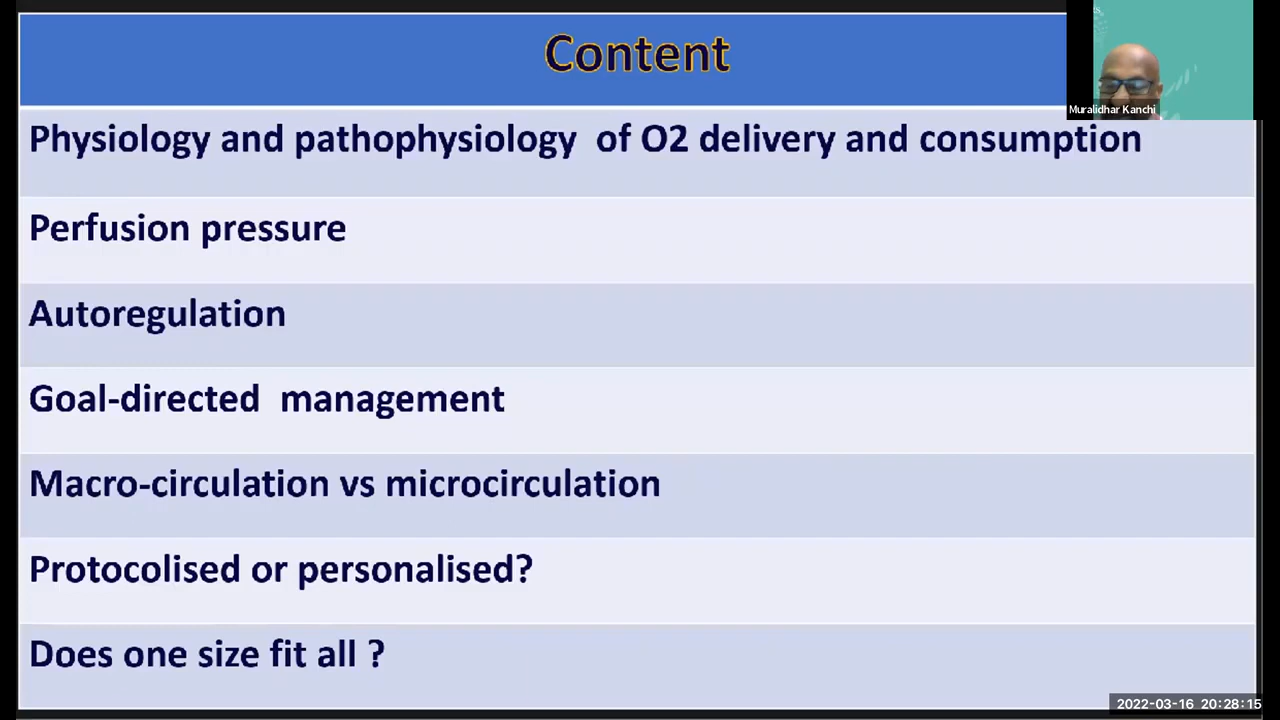 Content
Muralidhar Kanchi
Physiology and pathophysiology of O2 delivery and consumption
Perfusion pressure
Autoregulation
Goal-directed management
Macro-circulation vs microcirculation
Protocolised or personalised?
Does one size fit all ?
2022-03-16 20:28:15